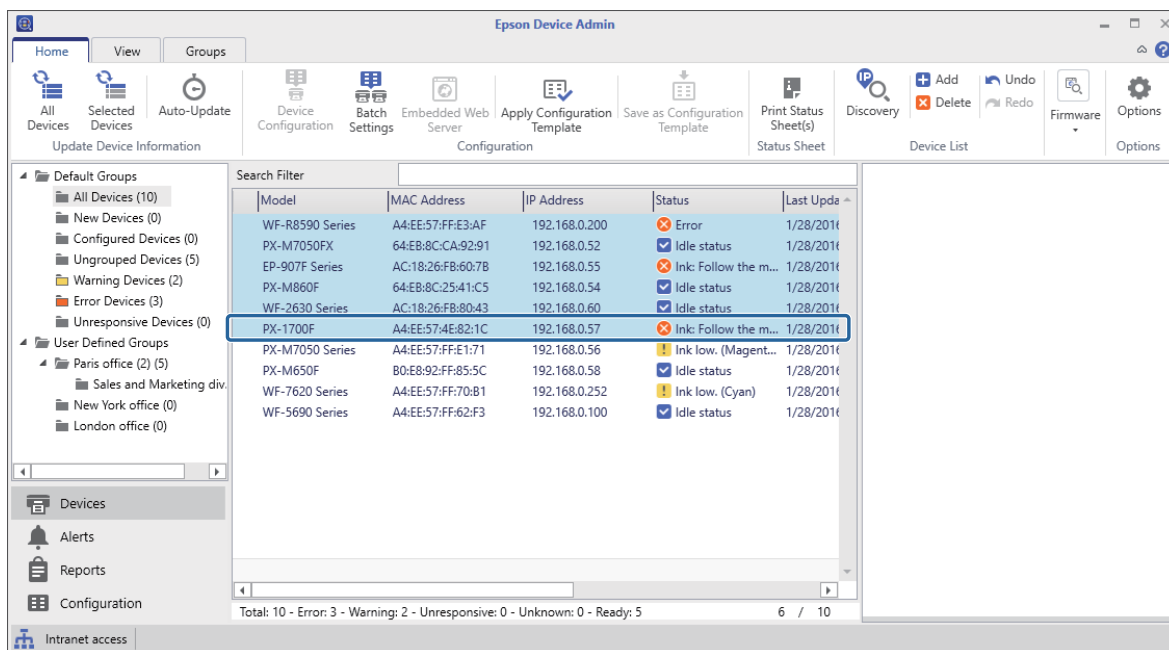 Epson Device Admin
Home View Groups
All Devices
Selected Devices
Auto-Update
Update Device Information
Device Configuration
Batch Settings
Embedded Web Server
Apply Configuration Template
Save as Configuration Template
Configuration
Print Status Sheet(s)
Status Sheet
IP
Discovery
Add
Delete
Undo
Redo
Device List
Firmware
Options
Options
Default Groups
All Devices (10)
New Devices (0)
Configured Devices (0)
Ungrouped Devices (5)
Warning Devices (2)
Error Devices (3)
Unresponsive Devices (0)
User Defined Groups
Paris office (2) (5)
Sales and Marketing div.
New York office (0)
London office (0)
Devices
Alerts
Reports
Configuration
Search Filter
Model MAC Address IP Address Status Last Upda
WF-R8590 Series A4:EE:57:FF:E3:AF 192.168.0.200 Error 1/28/2016
PX-M7050FX 64:EB:8C:CA:92:91 192.168.0.52 Idle status 1/28/2016
EP-907F Series AC:18:26:FB:60:7B 192.168.0.55 Ink: Follow the m... 1/28/2016
PX-M860F 64:EB:8C:25:41:C5 192.168.0.54 Idle status 1/28/2016
WF-2630 Series AC:18:26:FB:80:43 192.168.0.60 Idle status 1/28/2016
PX-1700F A4:EE:57:4E:82:1C 192.168.0.57 Ink: Follow the m... 1/28/2016
PX-M7050 Series A4:EE:57:FF:E1:71 192.168.0.56 Ink low. (Magent... 1/28/2016
PX-M650F B0:E8:92:FF:85:5C 192.168.0.58 Idle status 1/28/2016
WF-7620 Series A4:EE:57:FF:70:B1 192.168.0.252 Ink low. (Cyan) 1/28/2016
WF-5690 Series A4:EE:57:FF:62:F3 192.168.0.100 Idle status 1/28/2016
Total: 10 - Error: 3 - Warning: 2 - Unresponsive: 0 - Unknown: 0 - Ready: 5 6 / 10
Intranet access